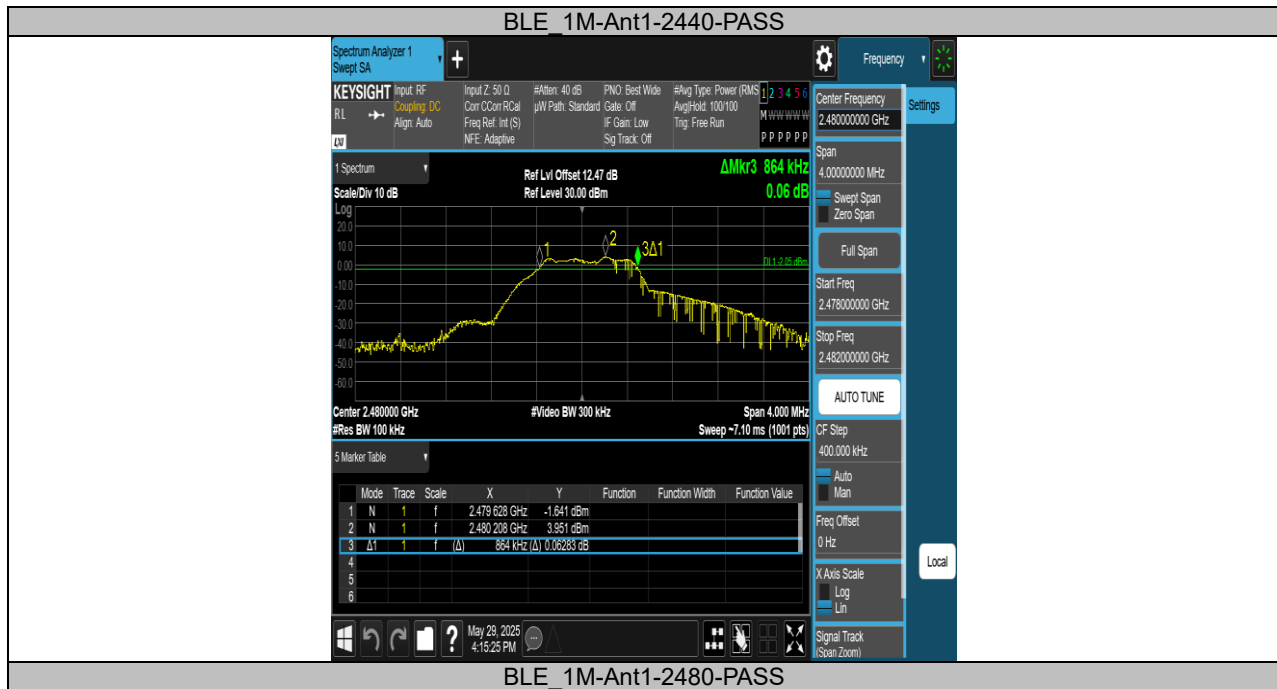 BLE_1M-Ant1-2440-PASS
Spectrum Analyzer 1
Swept SA
+
Frequency
KEYSIGHT
RL
LXI
Input: RF
Coupling: DC
Align: Auto
Input Z: 50 Ω
Corr CCorr RCal
Freq Ref: Int (S)
NFE: Adaptive
#Atten: 40 dB
µW Path: Standard
PNO: Best Wide
Gate: Off
IF Gain: Low
Sig Track: Off
#Avg Type: Power (RMS
Avg|Hold: 100/100
Trig: Free Run
1 2 3 4 5 6
M W W W W W
P P P P P P
Center Frequency
2.480000000 GHz
Settings
Span
4.00000000 MHz
Swept Span
Zero Span
Full Span
Start Freq
2.478000000 GHz
Stop Freq
2.482000000 GHz
AUTO TUNE
CF Step
400.000 kHz
Auto
Man
Freq Offset
0 Hz
X Axis Scale
Log
Lin
Signal Track
(Span Zoom)
Local
1 Spectrum
Ref Lvl Offset 12.47 dB
ΔMkr3 864 kHz
Scale/Div 10 dB
Ref Level 30.00 dBm
0.06 dB
Log
20.0
10.0
0.00
-10.0
-20.0
-30.0
-40.0
-50.0
-60.0
1
2
3Δ1
DL1 -2.05 dBm
Center 2.480000 GHz
#Video BW 300 kHz
Span 4.000 MHz
#Res BW 100 kHz
Sweep ~7.10 ms (1001 pts)
5 Marker Table
Mode Trace Scale X Y Function Function Width Function Value
1 N 1 f 2.479 628 GHz -1.641 dBm
2 N 1 f 2.480 208 GHz 3.951 dBm
3 Δ1 1 f (Δ) 864 kHz (Δ) 0.06283 dB
4
5
6
?
May 29, 2025
4:15:25 PM
BLE_1M-Ant1-2480-PASS